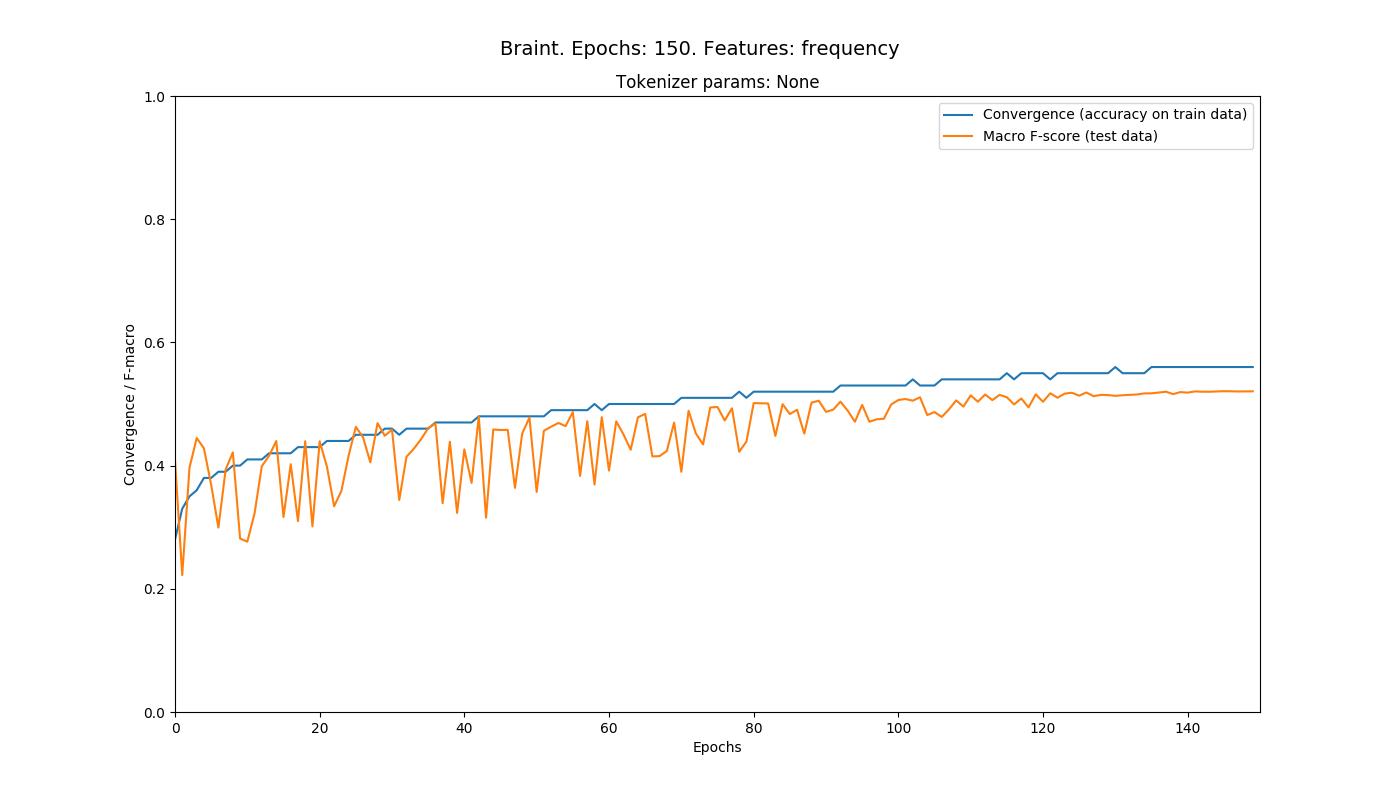 Braint. Epochs: 150. Features: frequency
Tokenizer params: None
Convergence (accuracy on train data)
Macro F-score (test data)
Convergence / F-macro
1.0
0.8
0.6
0.4
0.2
0.0
0 20 40 60 80 100 120 140
Epochs